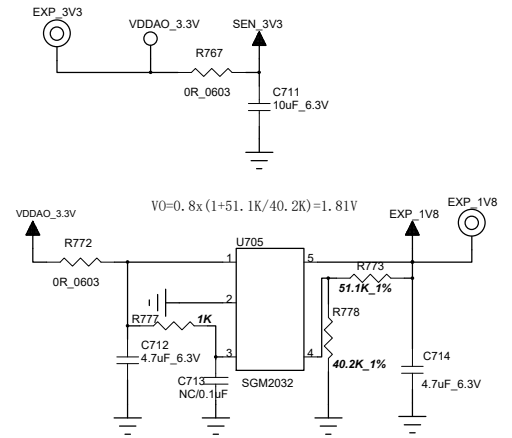 EXP_3V3
VDDAO_3.3V
SEN_3V3
R767
0R_0603
C711
10uF_6.3V
VO=0.8x(1+51.1K/40.2K)=1.81V
VDDAO_3.3V
EXP_1V8
EXP_1V8
R772
0R_0603
U705
1
5
R773
51.1K_1%
2
R777
1K
R778
C712
4.7uF_6.3V
3
4
40.2K_1%
C713
NC/0.1uF
SGM2032
C714
4.7uF_6.3V